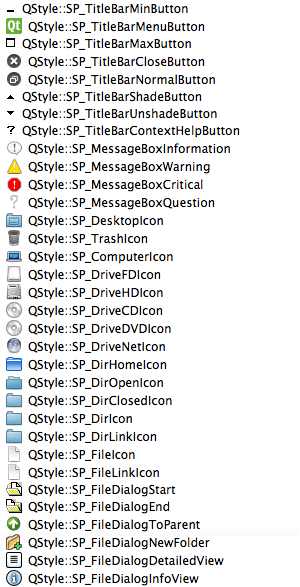 QStyle::SP_TitleBarMinButton
Qt QStyle::SP_TitleBarMenuButton
QStyle::SP_TitleBarMaxButton
QStyle::SP_TitleBarCloseButton
QStyle::SP_TitleBarNormalButton
QStyle::SP_TitleBarShadeButton
QStyle::SP_TitleBarUnshadeButton
? QStyle::SP_TitleBarContextHelpButton
! QStyle::SP_MessageBoxInformation
! QStyle::SP_MessageBoxWarning
! QStyle::SP_MessageBoxCritical
? QStyle::SP_MessageBoxQuestion
QStyle::SP_DesktopIcon
QStyle::SP_TrashIcon
QStyle::SP_ComputerIcon
QStyle::SP_DriveFDIcon
QStyle::SP_DriveHDIcon
QStyle::SP_DriveCDIcon
QStyle::SP_DriveDVDIcon
QStyle::SP_DriveNetIcon
QStyle::SP_DirHomeIcon
QStyle::SP_DirOpenIcon
QStyle::SP_DirClosedIcon
QStyle::SP_DirIcon
QStyle::SP_DirLinkIcon
QStyle::SP_FileIcon
QStyle::SP_FileLinkIcon
QStyle::SP_FileDialogStart
QStyle::SP_FileDialogEnd
QStyle::SP_FileDialogToParent
QStyle::SP_FileDialogNewFolder
QStyle::SP_FileDialogDetailedView
i QStyle::SP_FileDialogInfoView